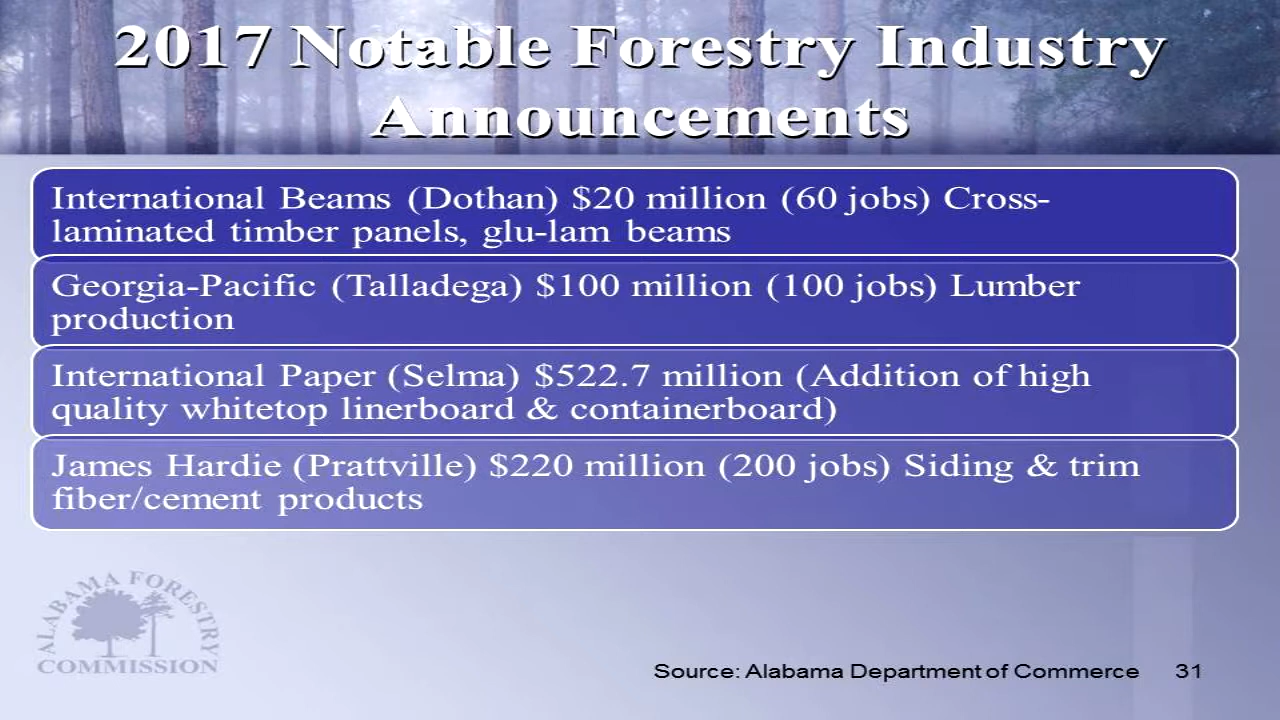 2017 Notable Forestry Industry
Announcements
International Beams (Dothan) $20 million (60 jobs) Cross-
laminated timber panels, glu-lam beams
Georgia-Pacific (Talladega) $100 million (100 jobs) Lumber
production
International Paper (Selma) $522.7 million (Addition of high
quality whitetop linerboard & containerboard)
James Hardie (Prattville) $220 million (200 jobs) Siding & trim
fiber/cement products
ALABAMA FORESTRY
COMMISSION
Source: Alabama Department of Commerce 31